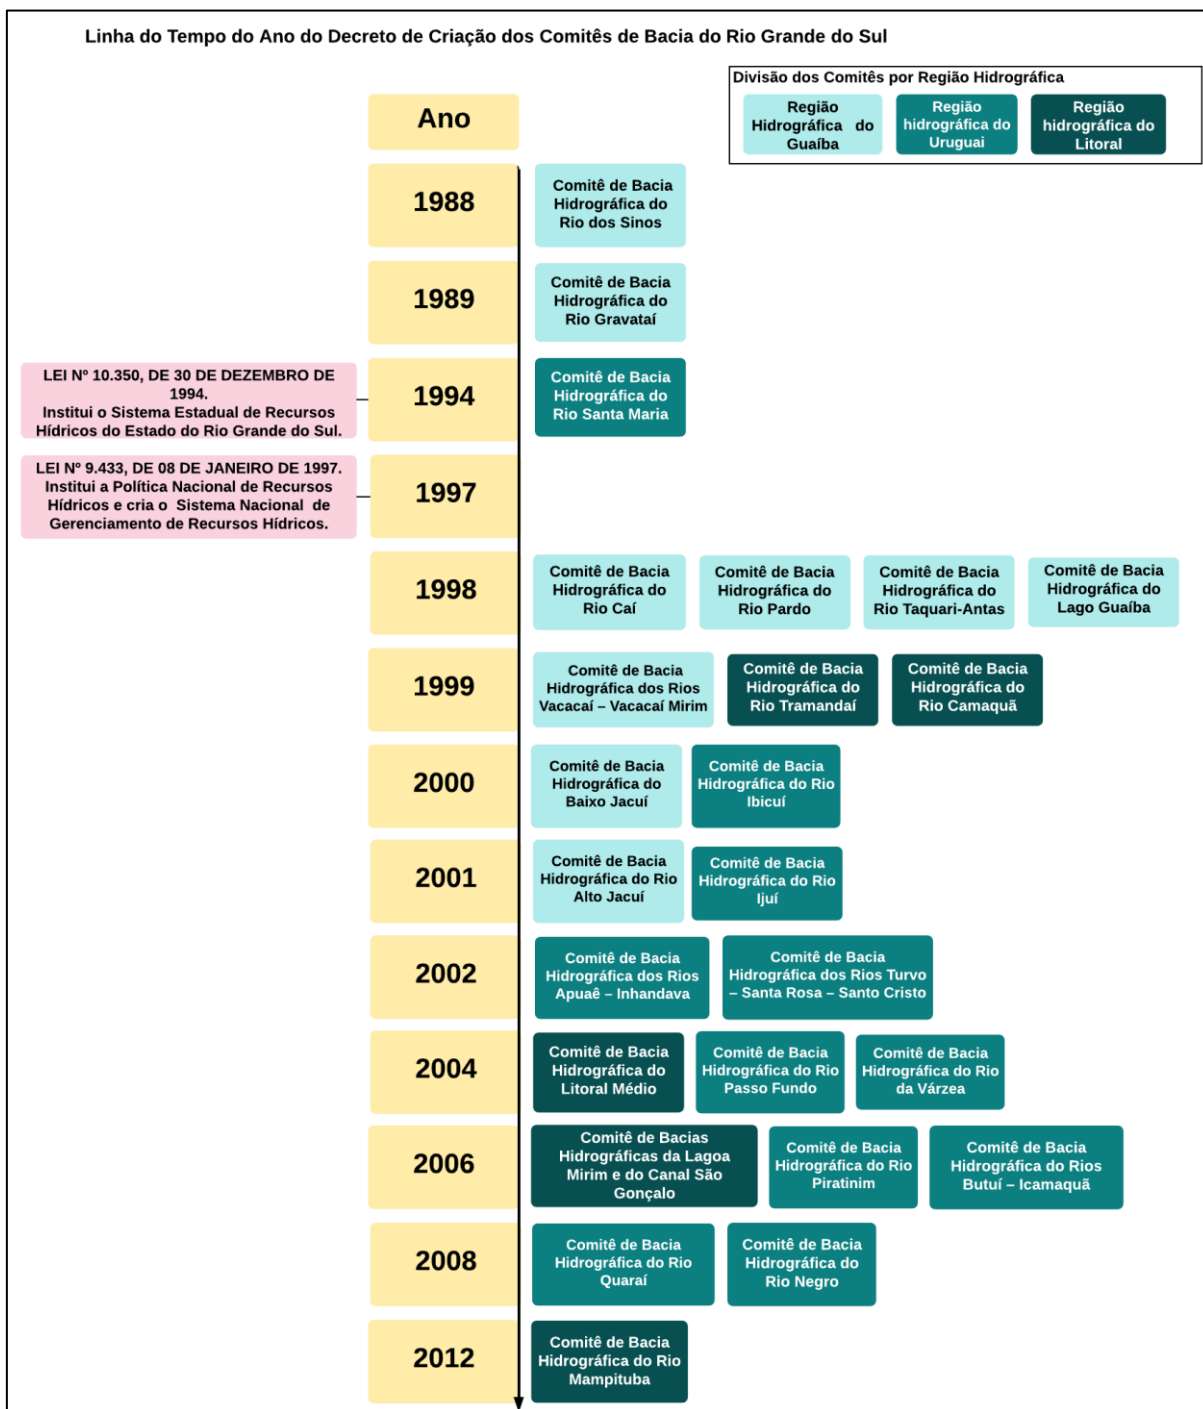 Linha do Tempo do Ano do Decreto de Criação dos Comitês de Bacia do Rio Grande do Sul
Divisão dos Comitês por Região Hidrográfica
Região
Hidrográfica do
Guaíba
Região
hidrográfica do
Uruguai
Região
hidrográfica do
Litoral
Ano
1988
Comitê de Bacia
Hidrográfica do
Rio dos Sinos
1989
Comitê de Bacia
Hidrográfica do
Rio Gravataí
LEI Nº 10.350, DE 30 DE DEZEMBRO DE
1994.
Institui o Sistema Estadual de Recursos
Hídricos do Estado do Rio Grande do Sul.
1994
Comitê de Bacia
Hidrográfica do
Rio Santa Maria
LEI Nº 9.433, DE 08 DE JANEIRO DE 1997.
Institui a Política Nacional de Recursos
Hídricos e cria o Sistema Nacional de
Gerenciamento de Recursos Hídricos.
1997
1998
Comitê de Bacia
Hidrográfica do
Rio Caí
Comitê de Bacia
Hidrográfica do
Rio Pardo
Comitê de Bacia
Hidrográfica do
Rio Taquari-Antas
Comitê de Bacia
Hidrográfica do
Lago Guaíba
1999
Comitê de Bacia
Hidrográfica dos Rios
Vacacaí – Vacacaí Mirim
Comitê de Bacia
Hidrográfica do
Rio Tramandaí
Comitê de Bacia
Hidrográfica do
Rio Camaquã
2000
Comitê de Bacia
Hidrográfica do
Baixo Jacuí
Comitê de Bacia
Hidrográfica do Rio
Ibicuí
2001
Comitê de Bacia
Hidrográfica do Rio
Alto Jacuí
Comitê de Bacia
Hidrográfica do Rio
Ijuí
2002
Comitê de Bacia
Hidrográfica dos Rios
Apuaê – Inhandava
Comitê de Bacia
Hidrográfica dos Rios Turvo
– Santa Rosa – Santo Cristo
2004
Comitê de Bacia
Hidrográfica do
Litoral Médio
Comitê de Bacia
Hidrográfica do Rio
Passo Fundo
Comitê de Bacia
Hidrográfica do Rio
da Várzea
2006
Comitê de Bacias
Hidrográficas da Lagoa
Mirim e do Canal São
Gonçalo
Comitê de Bacia
Hidrográfica do Rio
Piratinim
Comitê de Bacia
Hidrográfica do Rios
Butuí – Icamaquã
2008
Comitê de Bacia
Hidrográfica do Rio
Quaraí
Comitê de Bacia
Hidrográfica do
Rio Negro
2012
Comitê de Bacia
Hidrográfica do Rio
Mampituba